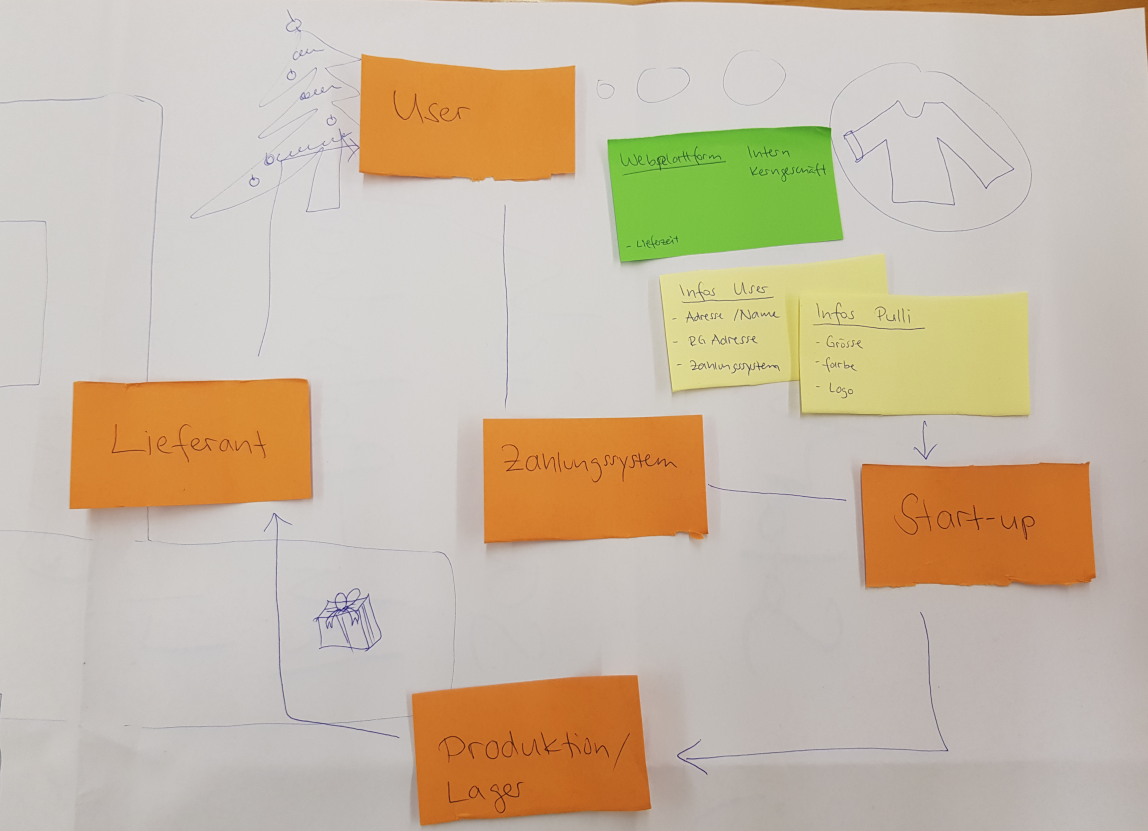 User
Webplattform
Intern
Kerngeschäft
- Lieferzeit
Infos User
- Adresse / Name
- RG Adresse
- Zahlungssystem
Infos Pulli
- Grösse
- farbe
- Logo
Lieferant
Zahlungssystem
Start-up
Produktion/
Lager